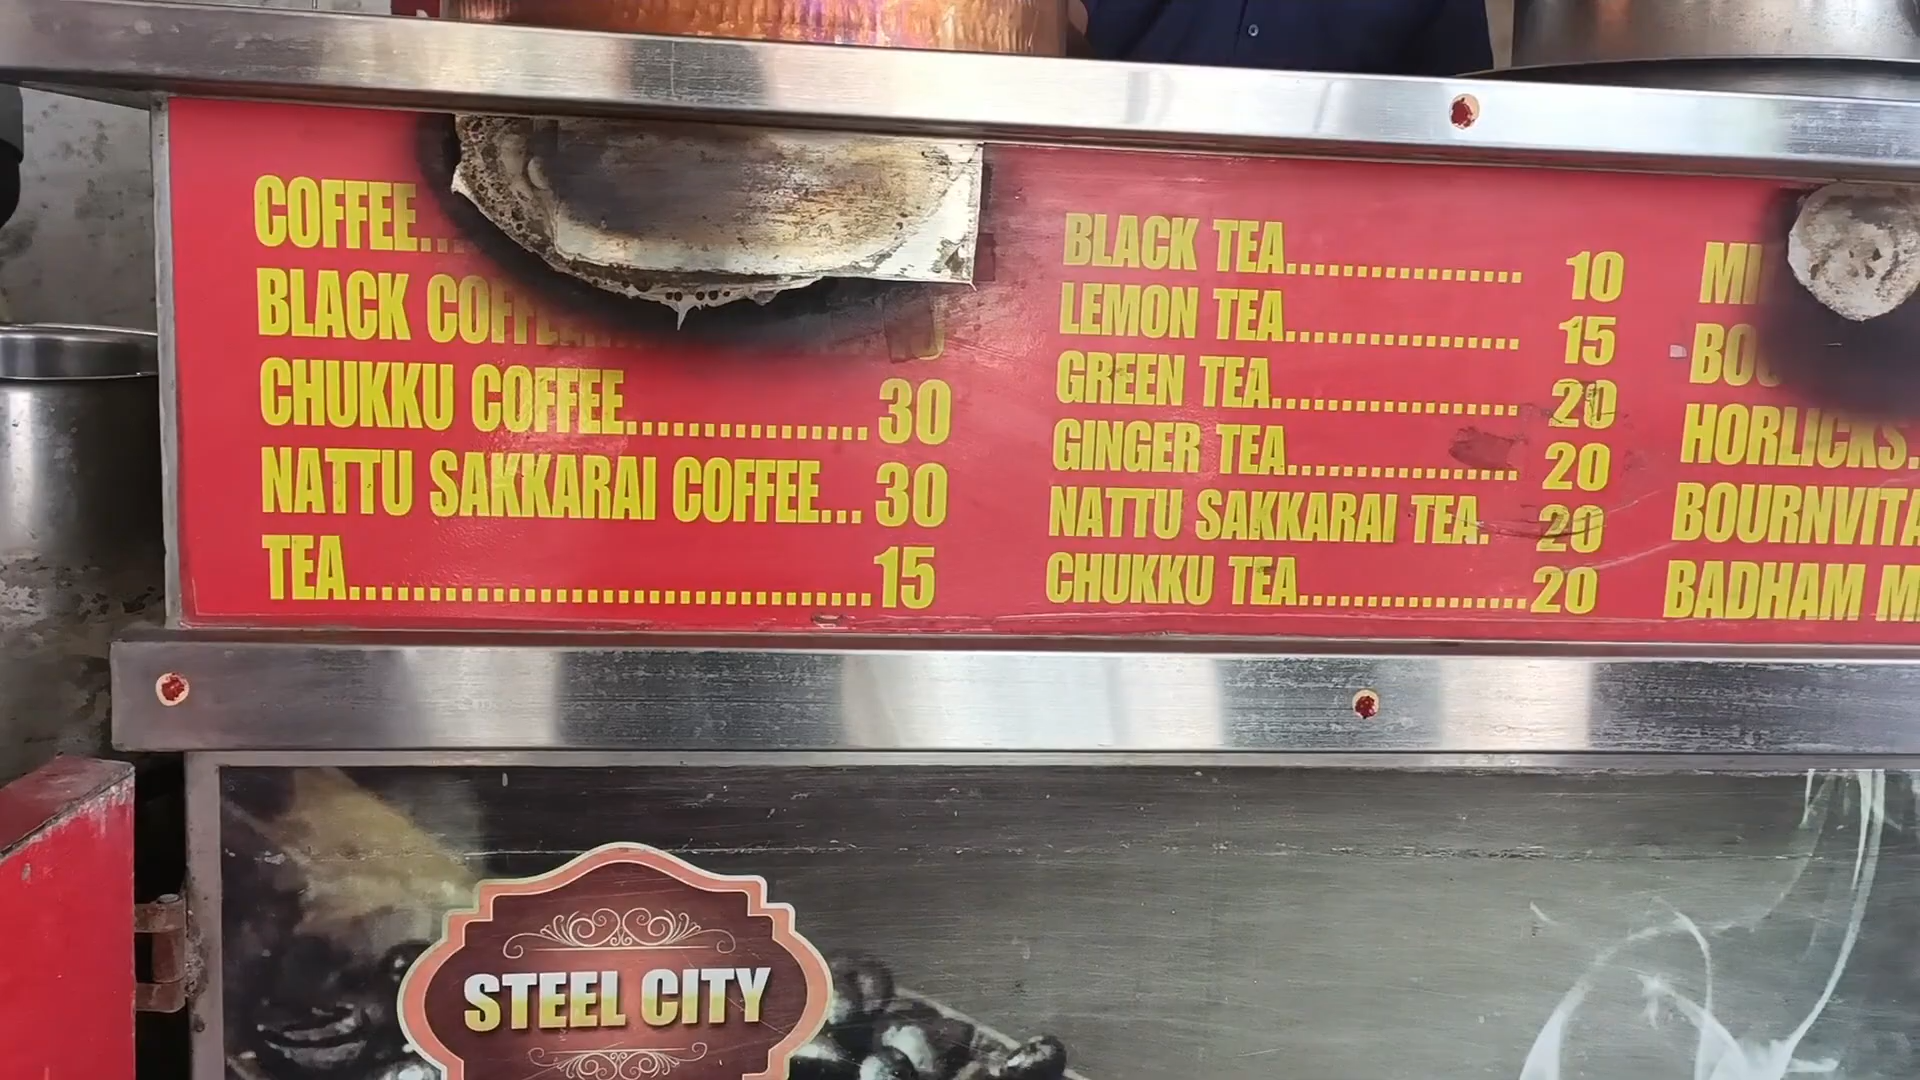 COFFEE...
BLACK COFFEE
CHUKKU COFFEE................ 30
NATTU SAKKARAI COFFEE... 30
TEA.................................15
BLACK TEA................ 10
LEMON TEA................ 15
GREEN TEA................. 20
GINGER TEA............... 20
NATTU SAKKARAI TEA. 20
CHUKKU TEA...............20
HORLICKS.
BOURNVITA
BADHAM M
STEEL CITY